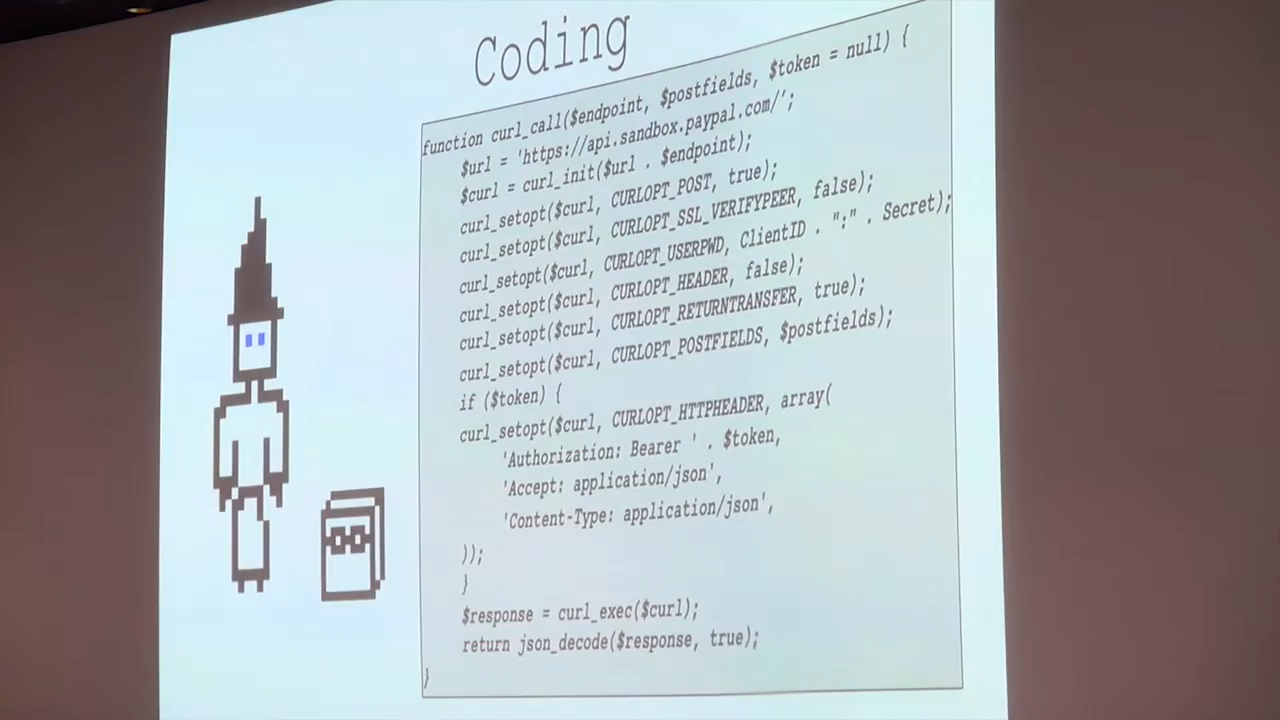 Coding
function curl_call($endpoint, $postfields, $token = null) {
$url = 'https://api.sandbox.paypal.com/';
$curl = curl_init($url . $endpoint);
curl_setopt($curl, CURLOPT_POST, true);
curl_setopt($curl, CURLOPT_SSL_VERIFYPEER, false);
curl_setopt($curl, CURLOPT_USERPWD, ClientID . ":" . Secret);
curl_setopt($curl, CURLOPT_HEADER, false);
curl_setopt($curl, CURLOPT_RETURNTRANSFER, true);
curl_setopt($curl, CURLOPT_POSTFIELDS, $postfields);
if ($token) {
curl_setopt($curl, CURLOPT_HTTPHEADER, array(
'Authorization: Bearer ' . $token,
'Accept: application/json',
'Content-Type: application/json',
));
}
$response = curl_exec($curl);
return json_decode($response, true);
}